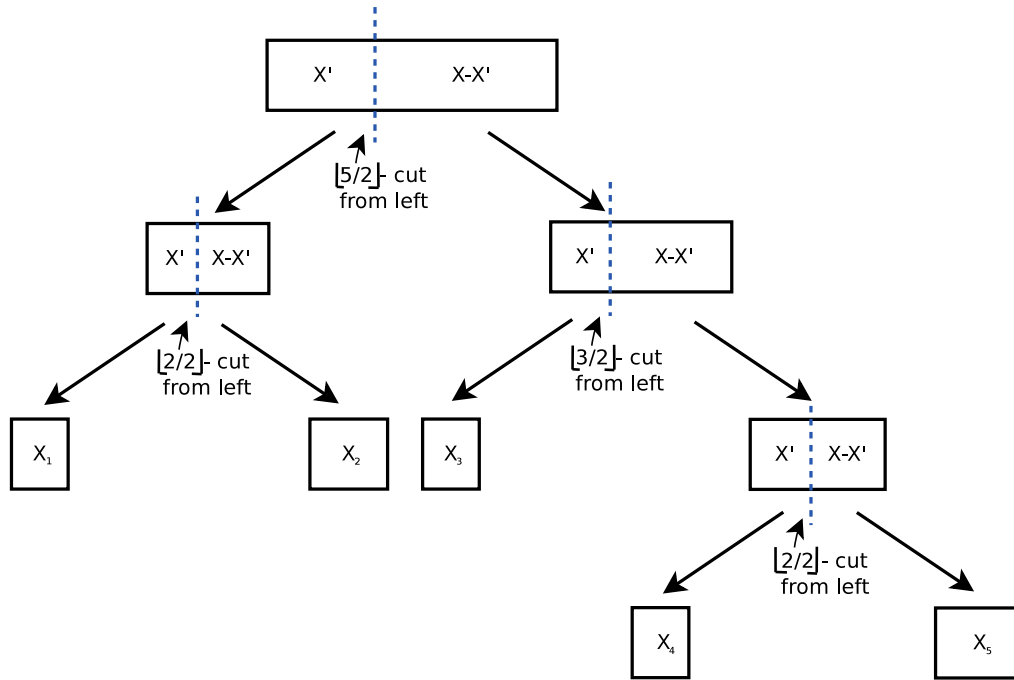 X' X-X'
⌊5/2⌋- cut
from left
X' X-X'
X' X-X'
⌊2/2⌋- cut
from left
⌊3/2⌋- cut
from left
X₁
X₂
X₃
X' X-X'
⌊2/2⌋- cut
from left
X₄
X₅